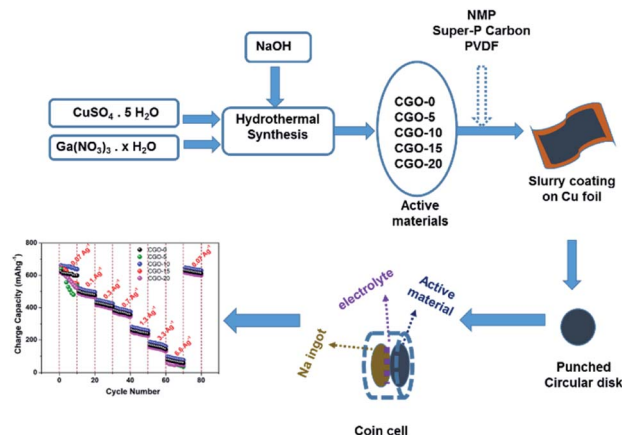 NMP
Super-P Carbon
PVDF
NaOH
CuSO4 . 5 H2O
Ga(NO3)3 . x H2O
Hydrothermal
Synthesis
CGO-0
CGO-5
CGO-10
CGO-15
CGO-20
Active
materials
Slurry coating
on Cu foil
Punched
Circular disk
electrolyte
Active
material
Na ingot
Coin cell
Charge Capacity (mAhg-1)
800
600
400
200
0
0.07 Ag-1
0.1 Ag-1
0.3 Ag-1
0.7 Ag-1
1.3 Ag-1
3.3 Ag-1
6.6 Ag-1
0.07 Ag-1
CGO-0
CGO-5
CGO-10
CGO-15
CGO-20
0 20 40 60 80
Cycle Number